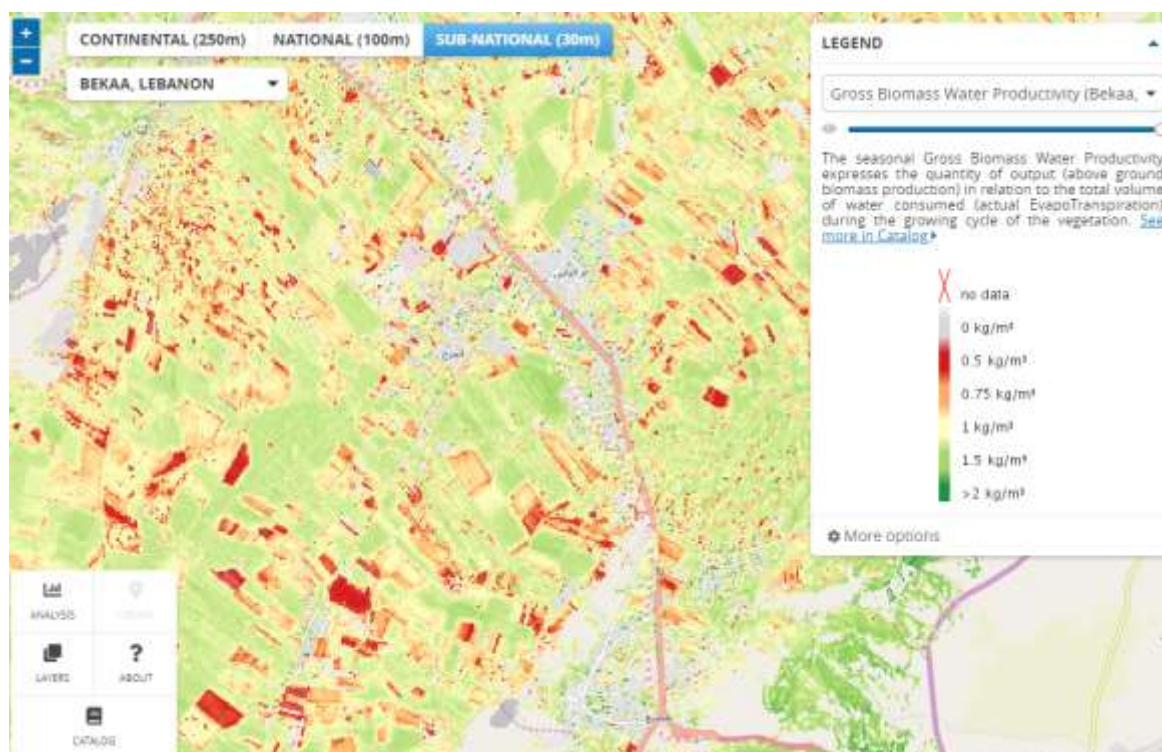 +
−
CONTINENTAL (250m)
NATIONAL (100m)
SUB-NATIONAL (30m)
BEKAA, LEBANON
LEGEND
Gross Biomass Water Productivity (Bekaa,
The seasonal Gross Biomass Water Productivity
expresses the quantity of output (above ground
biomass production) in relation to the total volume
of water consumed (actual EvapoTranspiration)
during the growing cycle of the vegetation. See
more in Catalog
no data
0 kg/m³
0.5 kg/m³
0.75 kg/m³
1 kg/m³
1.5 kg/m³
>2 kg/m³
More options
ANALYSIS
LAYERS
?
ABOUT
CATALOG